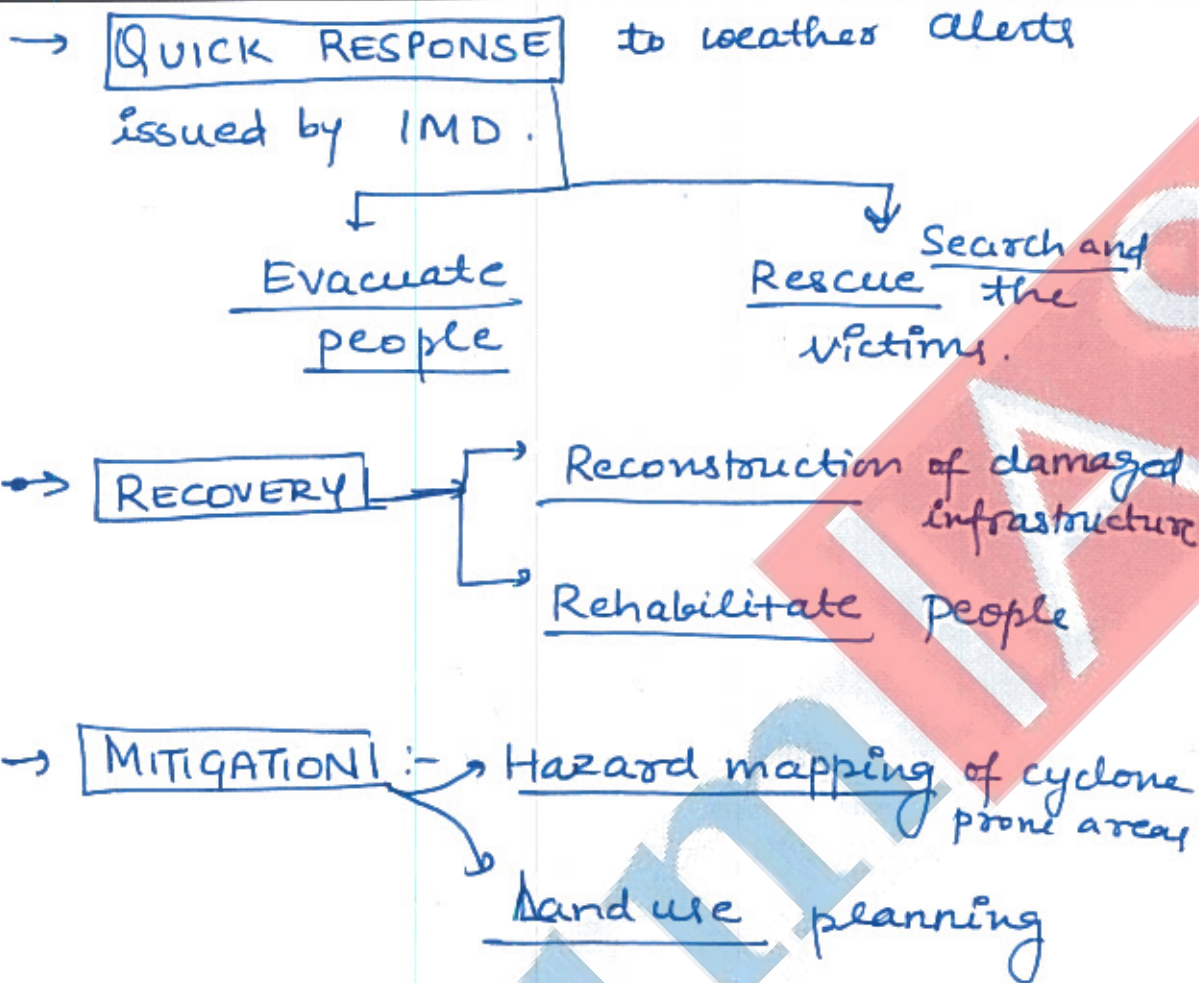 → QUICK RESPONSE to weather alerts
issued by IMD.
Evacuate
people
Search and
Rescue the
victims.
→ RECOVERY → Reconstruction of damaged
infrastructure
Rehabilitate people
→ MITIGATION :- → Hazard mapping of cyclone
prone areas
Land use planning